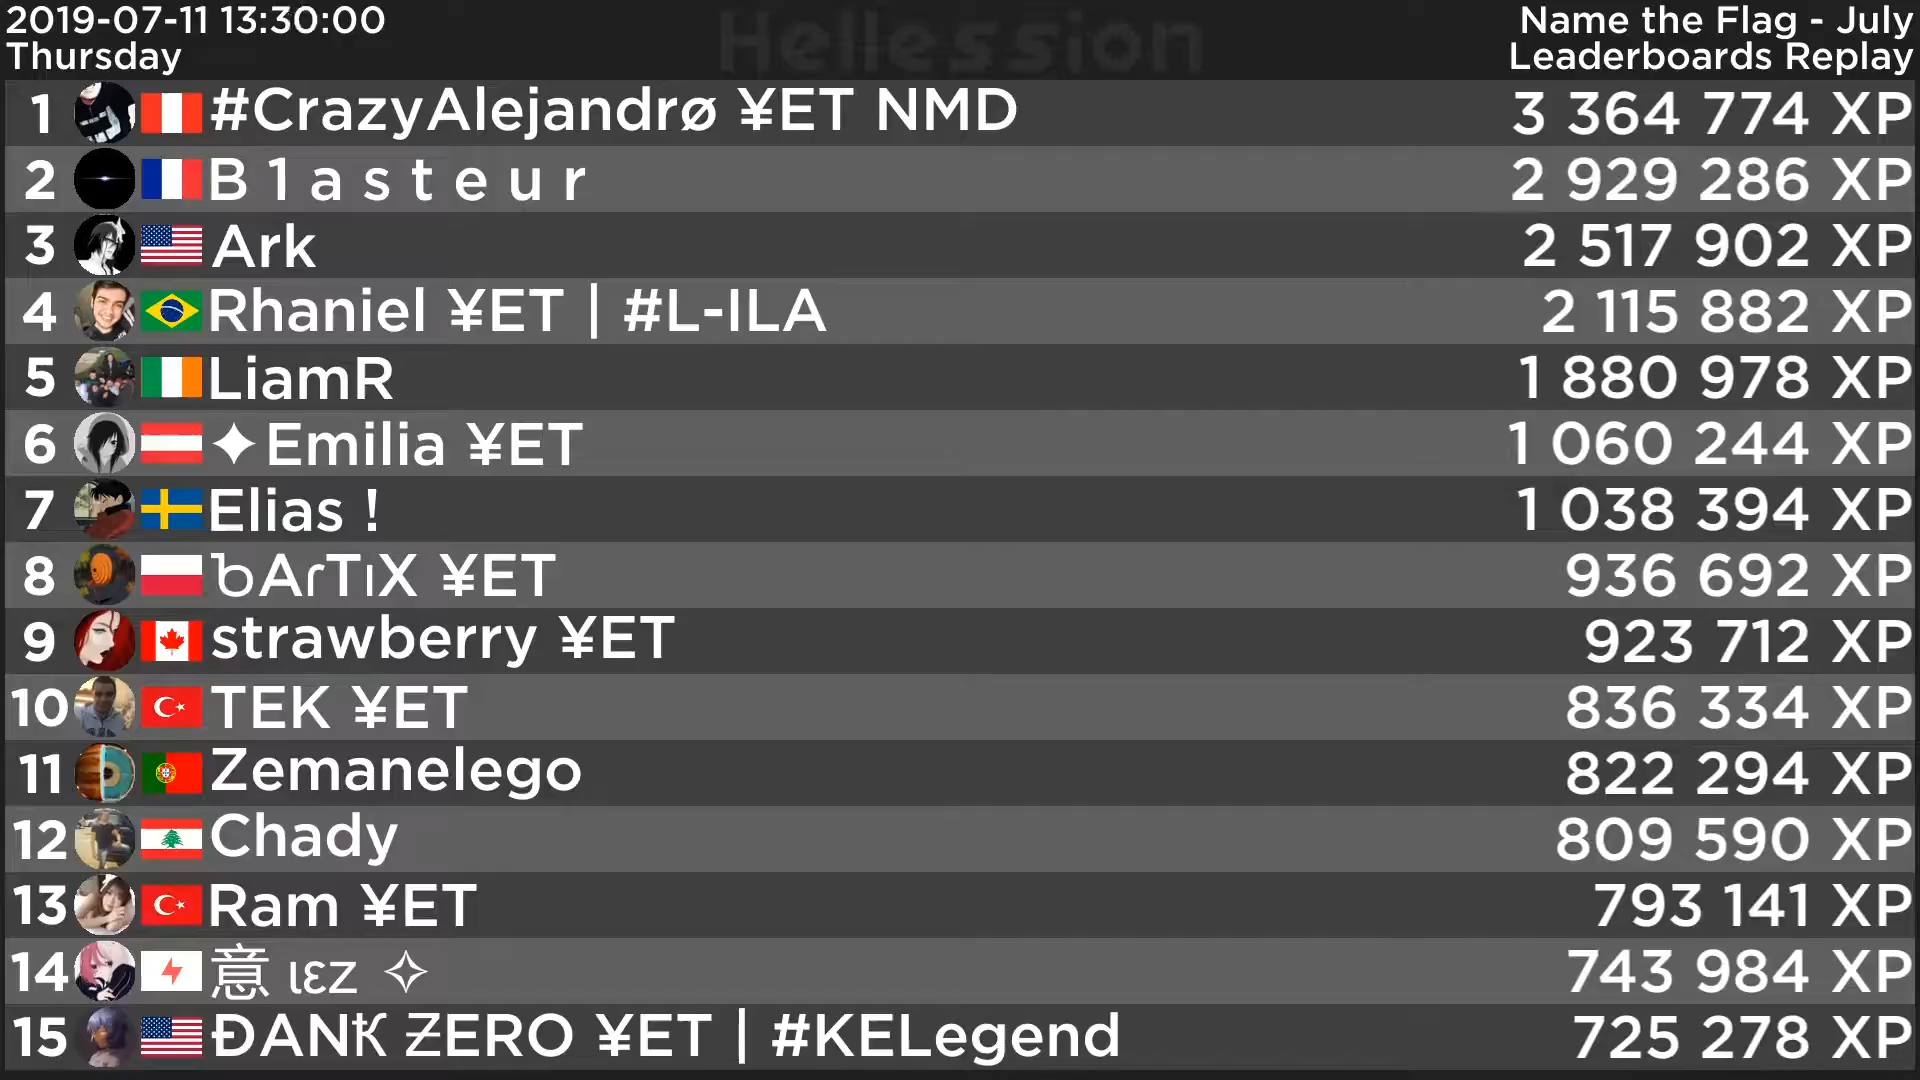 2019-07-11 13:30:00
Thursday
Hellession
Name the Flag - July
Leaderboards Replay
1 #CrazyAlejandrø ¥ET NMD 3 364 774 XP
2 B 1 a s t e u r 2 929 286 XP
3 Ark 2 517 902 XP
4 Rhaniel ¥ET | #L-ILA 2 115 882 XP
5 LiamR 1 880 978 XP
6 ✦Emilia ¥ET 1 060 244 XP
7 Elias ! 1 038 394 XP
8 ѢAɾTıX ¥ET 936 692 XP
9 strawberry ¥ET 923 712 XP
10 TEK ¥ET 836 334 XP
11 Zemanelego 822 294 XP
12 Chady 809 590 XP
13 Ram ¥ET 793 141 XP
14 意 ιεz ✧ 743 984 XP
15 ĐANҜ ƵERO ¥ET | #KELegend 725 278 XP